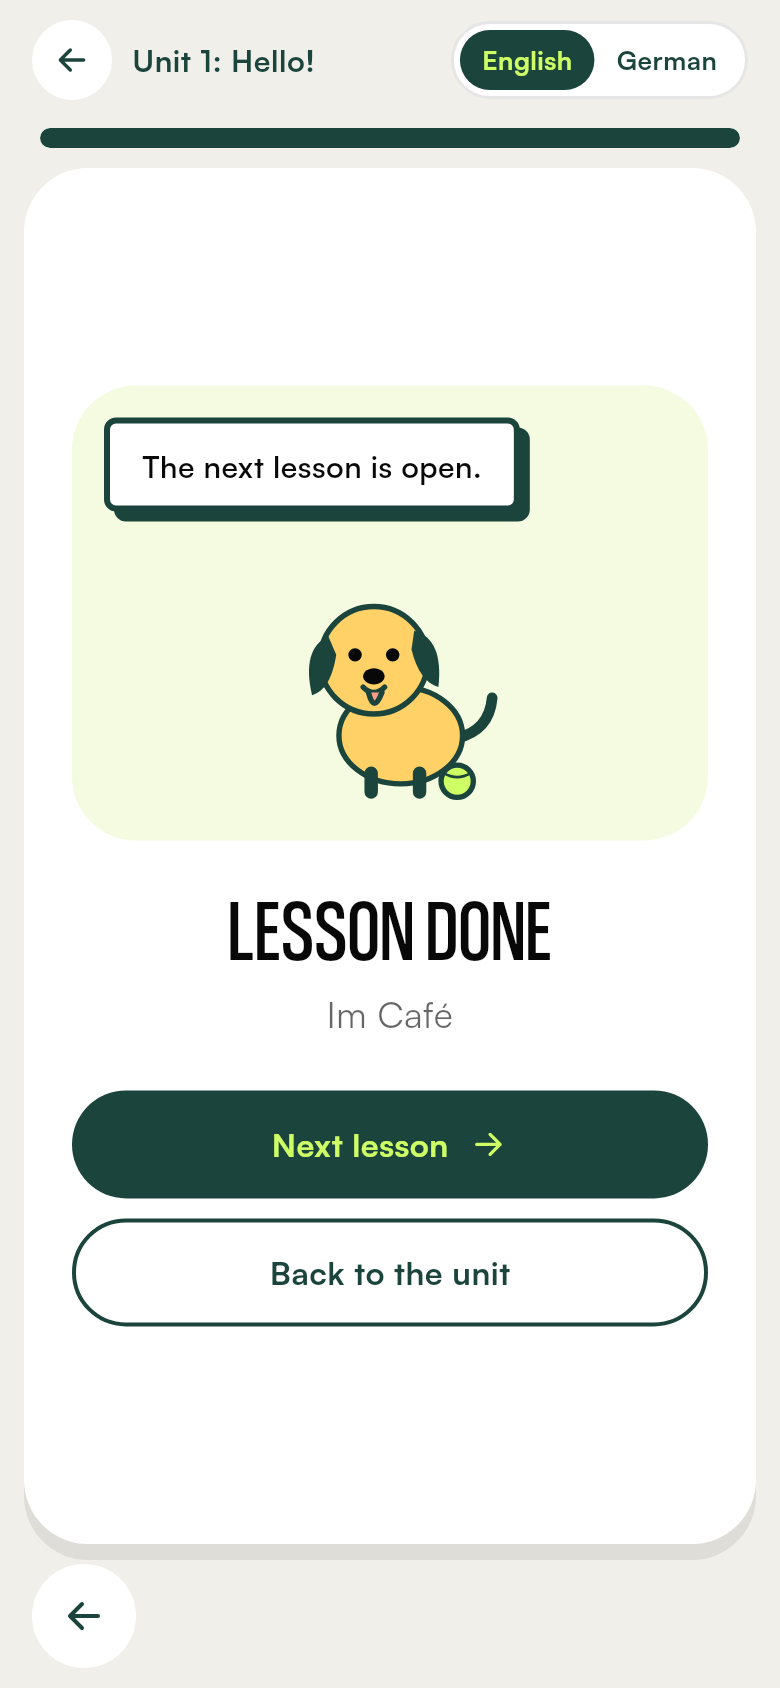 Unit 1: Hello!
English
German
The next lesson is open.
LESSON DONE
Im Café
Next lesson
Back to the unit